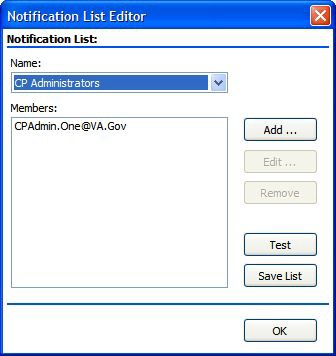 Notification List Editor
Notification List:
Name:
CP Administrators
Members:
CPAdmin.One@VA.Gov
Add ...
Edit ...
Remove
Test
Save List
OK